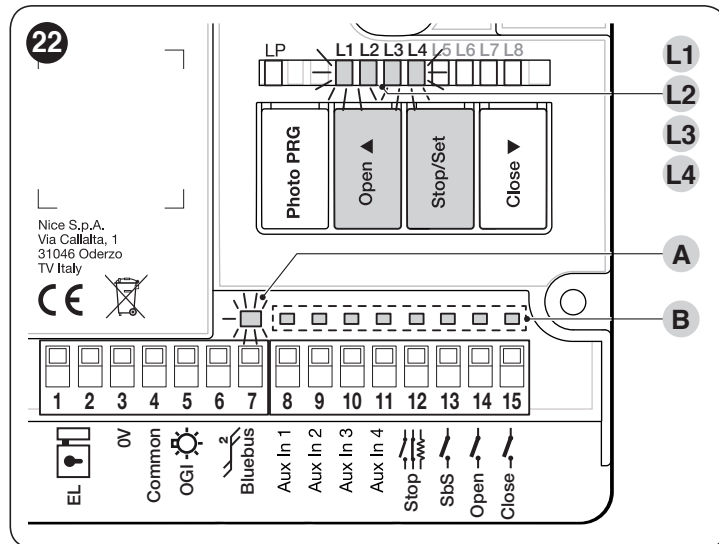 22
LP L1 L2 L3 L4 L5 L6 L7 L8
L1
L2
L3
L4
Photo PRG
Open ▲
Stop/Set
Close ▼
Nice S.p.A.
Via Callalta, 1
31046 Oderzo
TV Italy
CE
A
B
1 2 3 4 5 6 7 8 9 10 11 12 13 14 15
EL
0V
Common
OGI
2
Bluebus
Aux In 1
Aux In 2
Aux In 3
Aux In 4
Stop
SbS
Open
Close